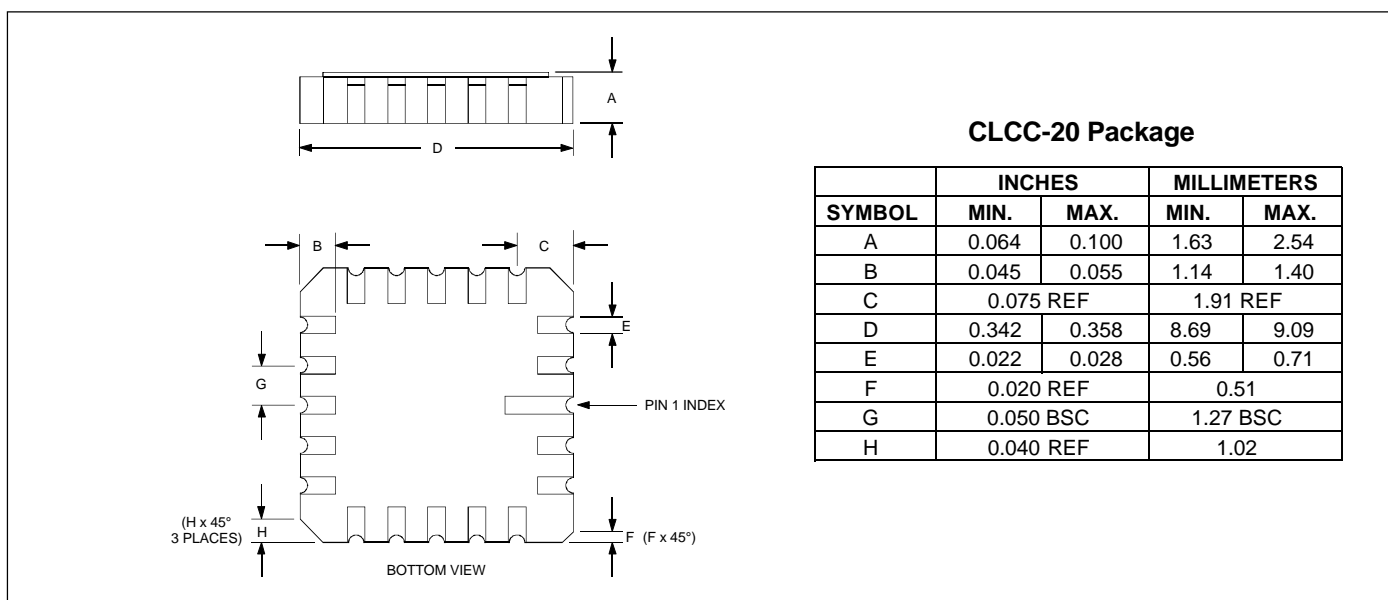 A
D
B
C
E
G
PIN 1 INDEX
(H x 45°
3 PLACES)
H
F (F x 45°)
BOTTOM VIEW
CLCC-20 Package
INCHES MILLIMETERS
SYMBOL MIN. MAX. MIN. MAX.
A 0.064 0.100 1.63 2.54
B 0.045 0.055 1.14 1.40
C 0.075 REF 1.91 REF
D 0.342 0.358 8.69 9.09
E 0.022 0.028 0.56 0.71
F 0.020 REF 0.51
G 0.050 BSC 1.27 BSC
H 0.040 REF 1.02